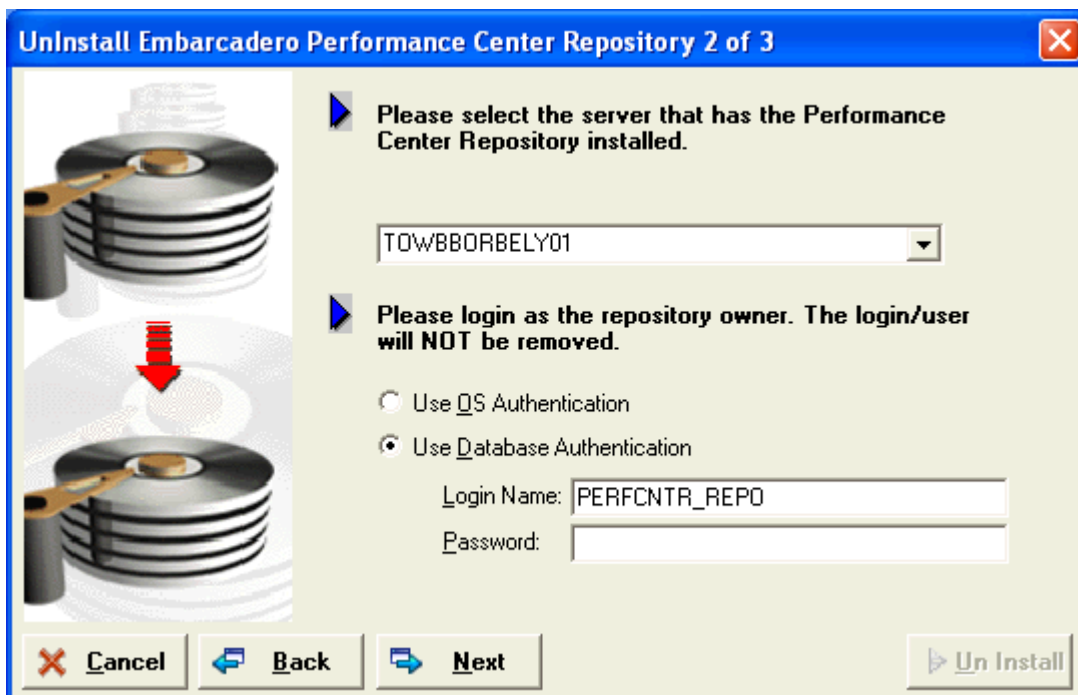 UnInstall Embarcadero Performance Center Repository 2 of 3
Please select the server that has the Performance
Center Repository installed.
TOWBBORBELY01
Please login as the repository owner. The login/user
will NOT be removed.
Use OS Authentication
Use Database Authentication
Login Name: PERFCNTR_REPO
Password:
Cancel Back Next Un Install